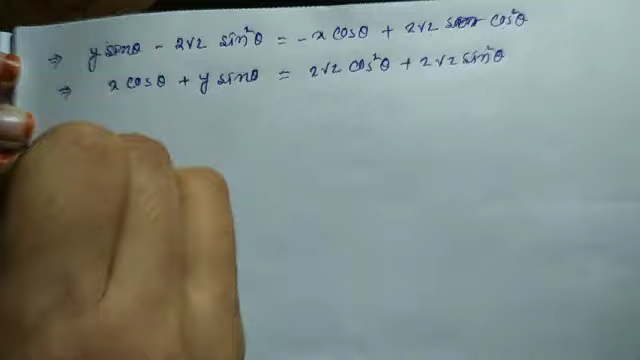 ⇒ y sinθ - 2√2 sin²θ = - x cosθ + 2√2 cos²θ
⇒ x cosθ + y sinθ = 2√2 cos²θ + 2√2 sin²θ